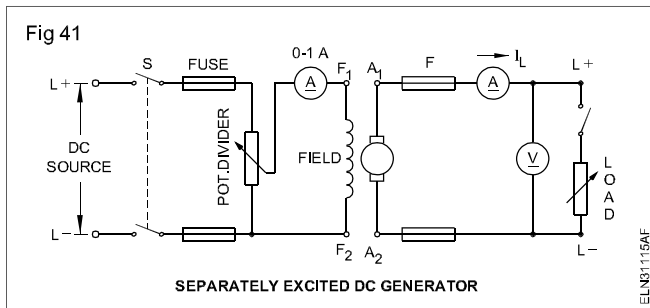 Fig 41
S
FUSE
0-1 A
A
F1
A1
F
IL
A
L+
L+
DC
SOURCE
POT.DIVIDER
FIELD
V
LOAD
L-
F2
A2
L-
SEPARATELY EXCITED DC GENERATOR
ELN31115AF